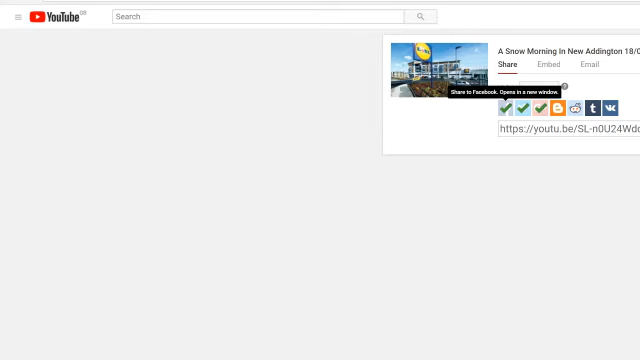 YouTube GB
Search
A Snow Morning In New Addington 18/0
Share Embed Email
Share to Facebook. Opens in a new window.
https://youtu.be/SL-n0U24Wdo